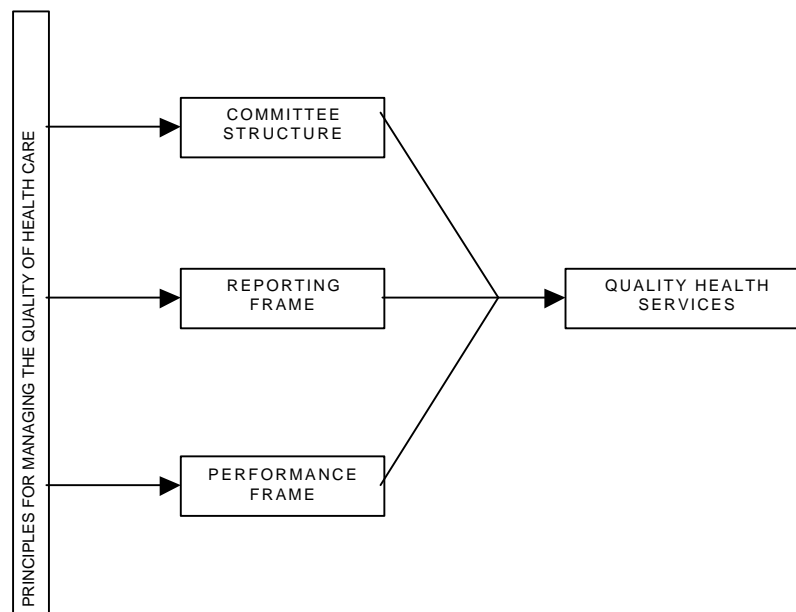 PRINCIPLES FOR MANAGING THE QUALITY OF HEALTH CARE
COMMITTEE
STRUCTURE
REPORTING
FRAME
PERFORMANCE
FRAME
QUALITY HEALTH
SERVICES